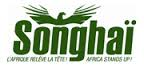 Songhaï
L'AFRIQUE RELÈVE LA TÊTE! AFRICA STANDS UP!